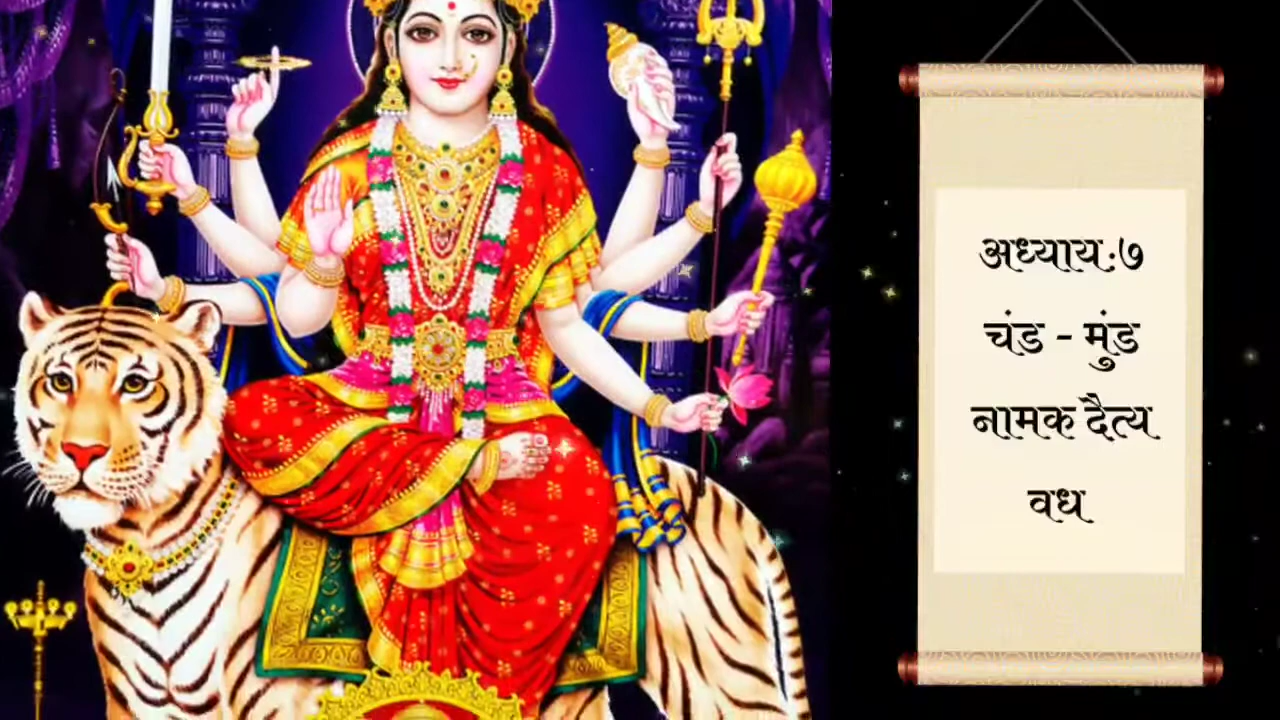 अध्याय:७
चंड - मुंड
नामक दैत्य
वध